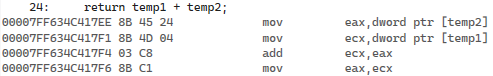 24:     return temp1 + temp2;
00007FF634C417EE 8B 45 24             mov         eax,dword ptr [temp2]
00007FF634C417F1 8B 4D 04             mov         ecx,dword ptr [temp1]
00007FF634C417F4 03 C8                add         ecx,eax
00007FF634C417F6 8B C1                mov         eax,ecx